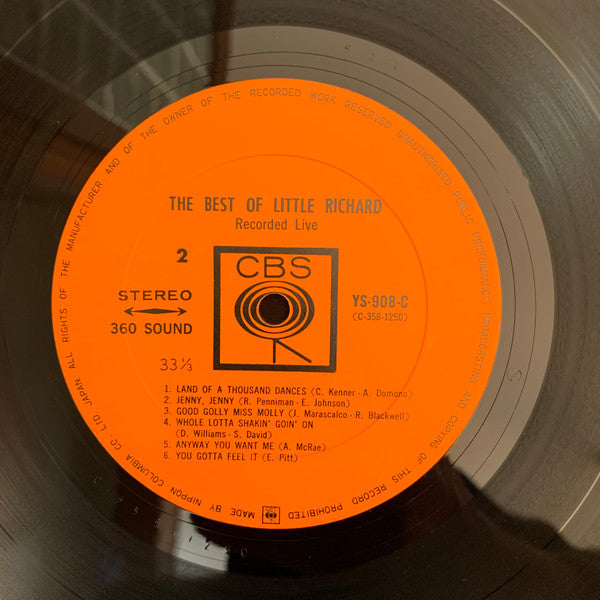 MADE BY NIPPON COLUMBIA CO., LTD. JAPAN ALL RIGHTS OF THE MANUFACTURER AND OF THE OWNER OF THE RECORDED WORK RESERVED UNAUTHORISED PUBLIC PERFORMANCE BROADCASTING AND COPYING OF THIS RECORD PROHIBITED
THE BEST OF LITTLE RICHARD
Recorded Live
2
CBS
STEREO
360 SOUND
YS-908-C
(C-358-1250)
33⅓
1. LAND OF A THOUSAND DANCES (C. Kenner - A. Domono)
2. JENNY, JENNY (R. Penniman - E. Johnson)
3. GOOD GOLLY MISS MOLLY (J. Marascalco - R. Blackwell)
4. WHOLE LOTTA SHAKIN' GOIN' ON
(D. Williams - S. David)
5. ANYWAY YOU WANT ME (A. McRae)
6. YOU GOTTA FEEL IT (E. Pitt)